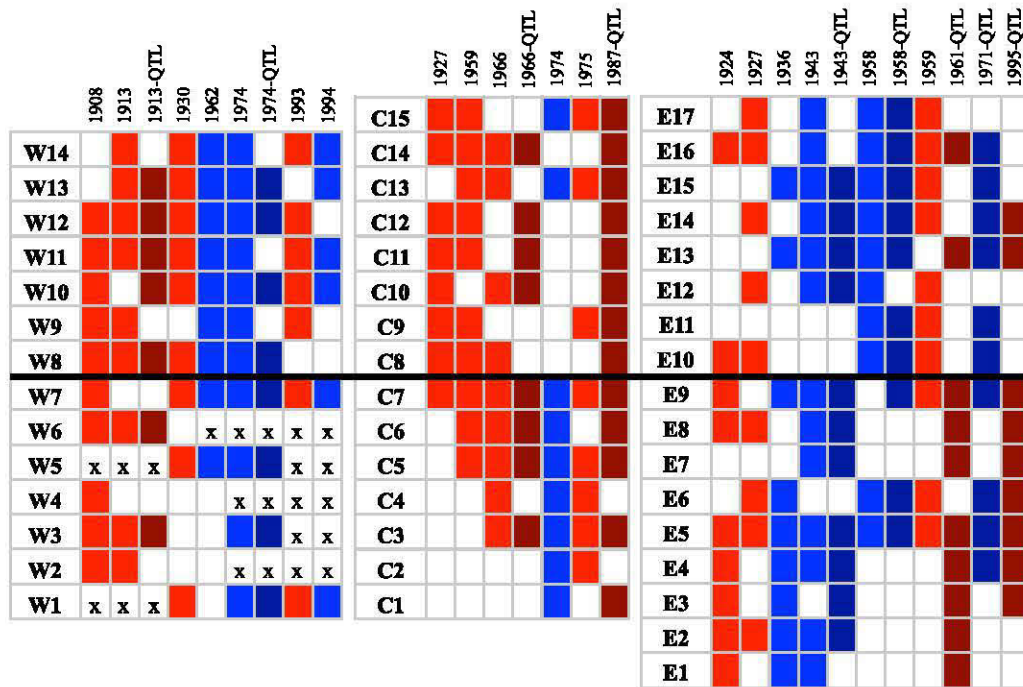 1908 1913 1913-QTL 1930 1962 1974 1974-QTL 1993 1994
W14
W13
W12
W11
W10
W9
W8
W7
W6 x x x x x
W5 x x x x x
W4 x x x x
W3 x x
W2 x x x x
W1 x x x
1927 1959 1966 1966-QTL 1974 1975 1987-QTL
C15
C14
C13
C12
C11
C10
C9
C8
C7
C6
C5
C4
C3
C2
C1
1924 1927 1936 1943 1943-QTL 1958 1958-QTL 1959 1961-QTL 1971-QTL 1995-QTL
E17
E16
E15
E14
E13
E12
E11
E10
E9
E8
E7
E6
E5
E4
E3
E2
E1